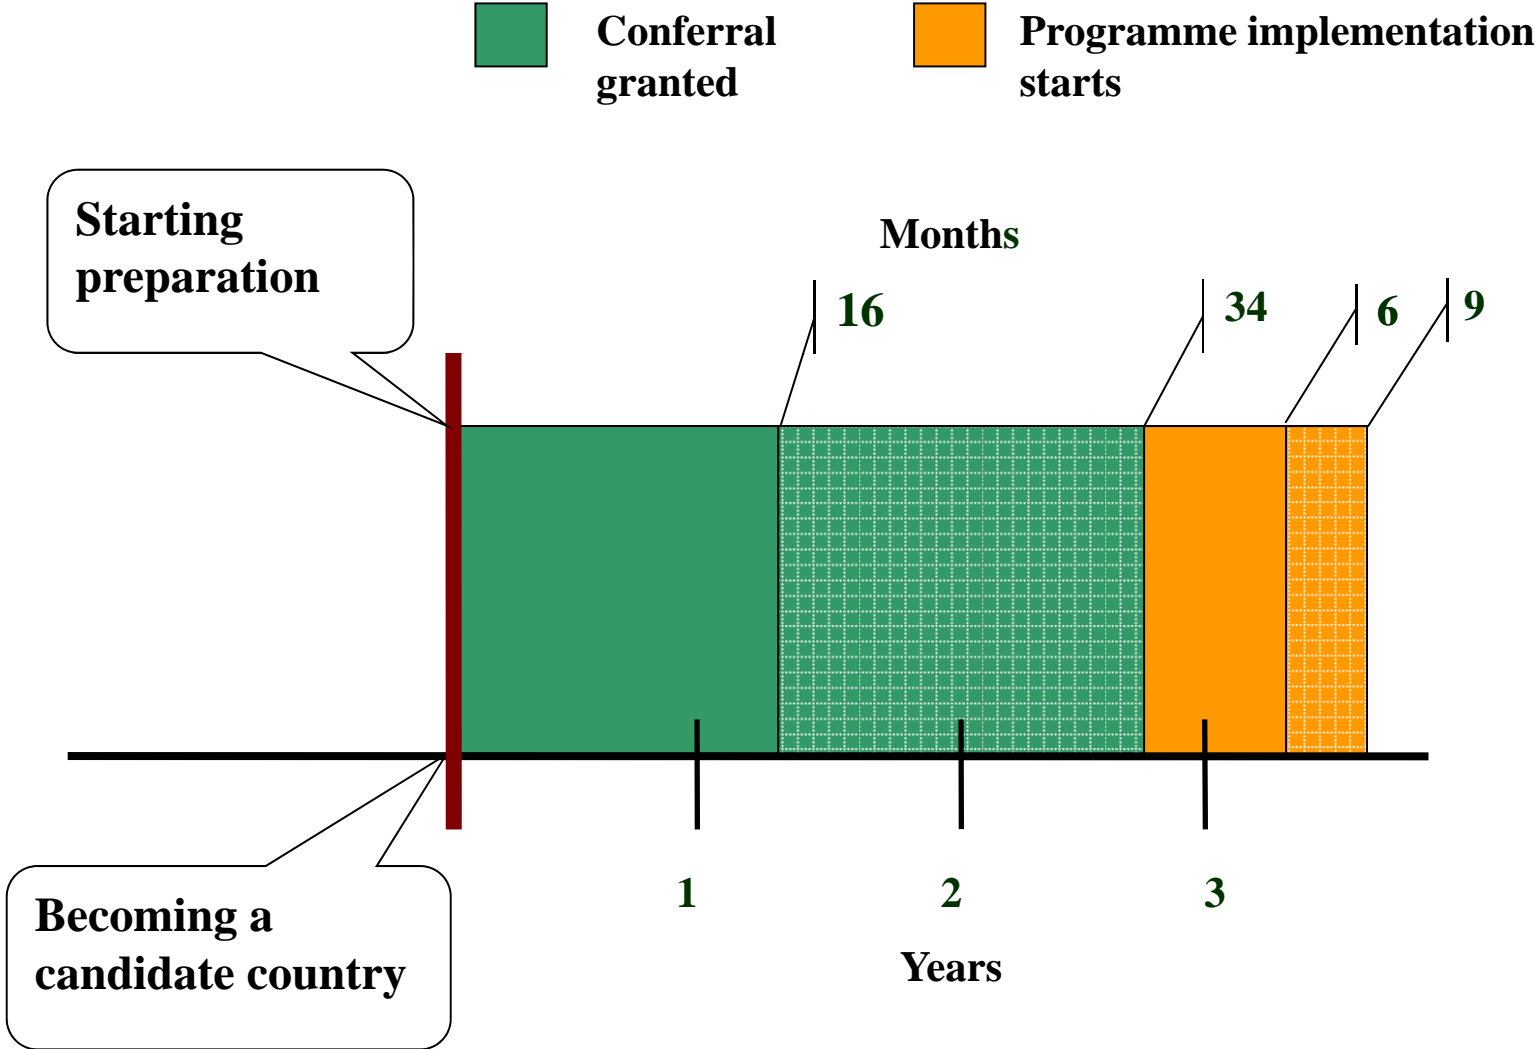 Conferral
granted
Programme implementation
starts
Starting
preparation
Months
16
34
6
9
1
2
3
Becoming a
candidate country
Years